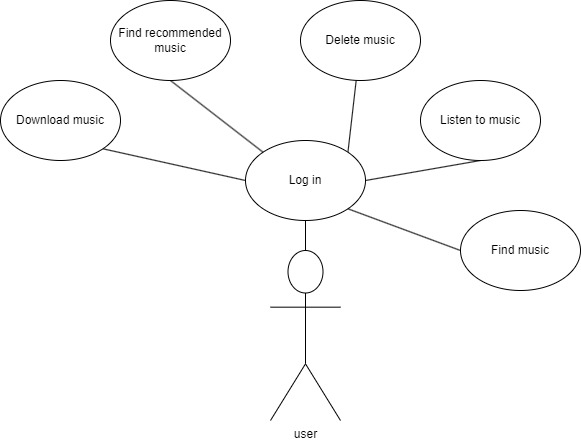 Find recommended
music
Delete music
Download music
Listen to music
Log in
Find music
user